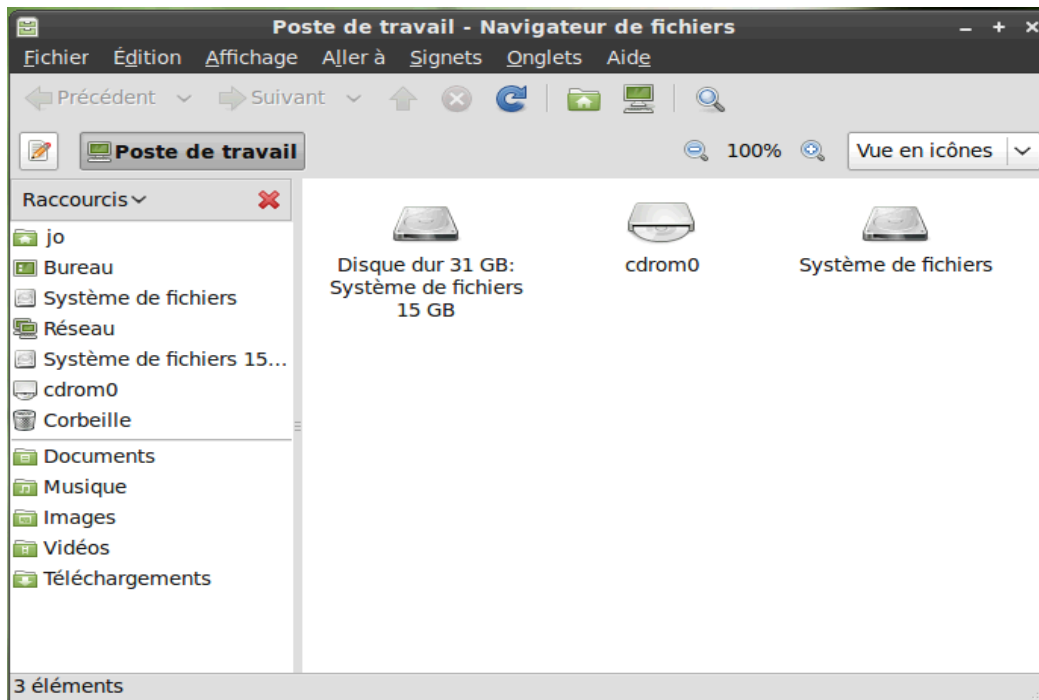 Poste de travail - Navigateur de fichiers
Fichier Édition Affichage Aller à Signets Onglets Aide
Précédent Suivant
Poste de travail 100% Vue en icônes
Raccourcis
jo
Bureau
Système de fichiers
Réseau
Système de fichiers 15...
cdrom0
Corbeille
Documents
Musique
Images
Vidéos
Téléchargements
Disque dur 31 GB:
Système de fichiers
15 GB
cdrom0
Système de fichiers
3 éléments